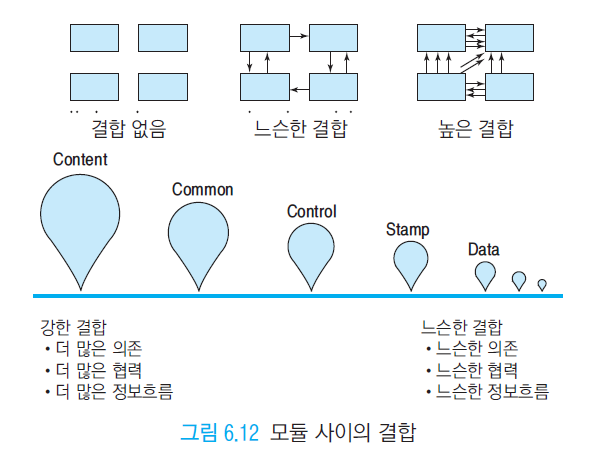 결합 없음
느슨한 결합
높은 결합
Content
Common
Control
Stamp
Data
강한 결합
• 더 많은 의존
• 더 많은 협력
• 더 많은 정보흐름
느슨한 결합
• 느슨한 의존
• 느슨한 협력
• 느슨한 정보흐름
그림 6.12 모듈 사이의 결합